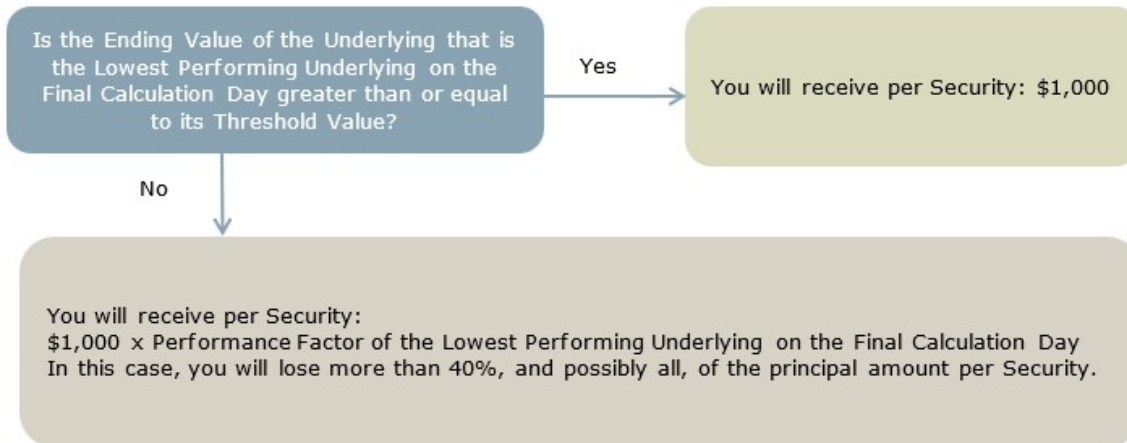 Is the Ending Value of the Underlying that is
the Lowest Performing Underlying on the
Final Calculation Day greater than or equal
to its Threshold Value?
Yes
You will receive per Security: $1,000
No
You will receive per Security:
$1,000 x Performance Factor of the Lowest Performing Underlying on the Final Calculation Day
In this case, you will lose more than 40%, and possibly all, of the principal amount per Security.